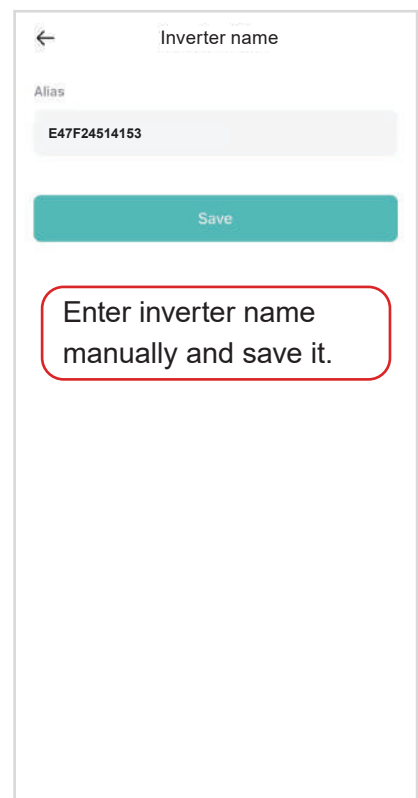 Inverter name
Alias
E47F24514153
Save
Enter inverter name
manually and save it.